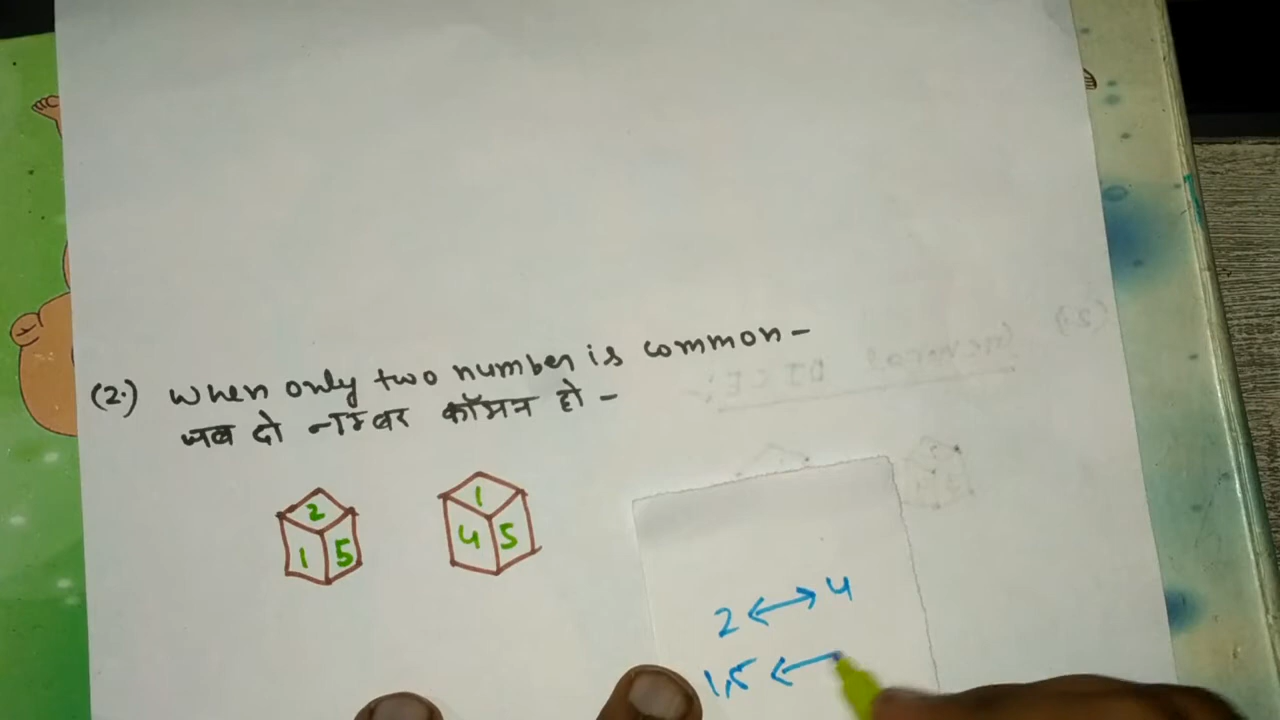 (2.) When only two number is common -
जब दो नम्बर कॉमन हो -
2
1 5
1
4 5
2 ↔ 4
1,5 ←